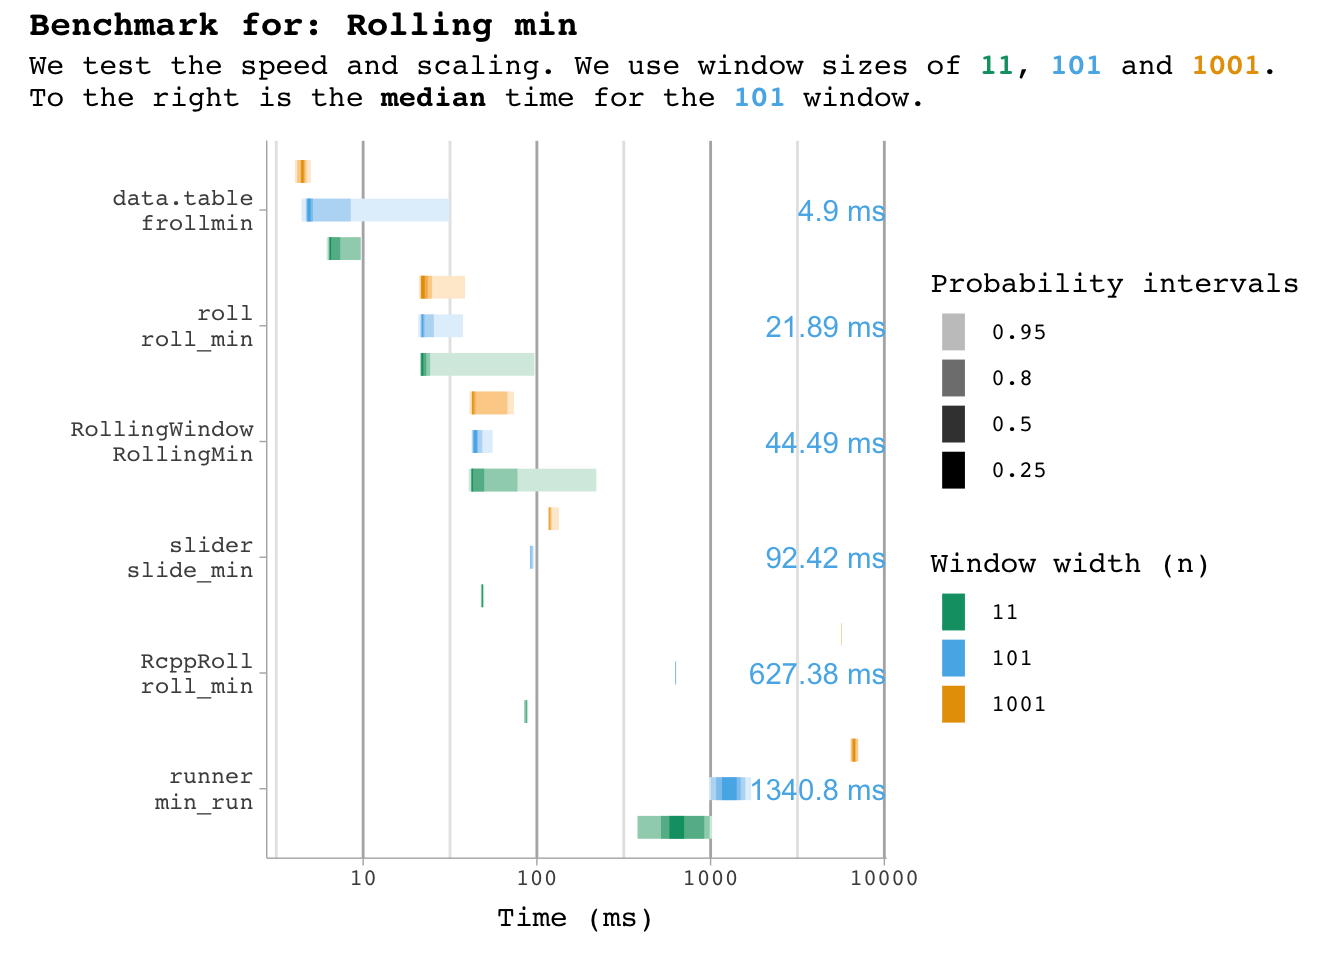 Benchmark for: Rolling min
We test the speed and scaling. We use window sizes of 11, 101 and 1001.
To the right is the median time for the 101 window.
data.table
frollmin
4.9 ms
roll
roll_min
21.89 ms
RollingWindow
RollingMin
44.49 ms
slider
slide_min
92.42 ms
RcppRoll
roll_min
627.38 ms
runner
min_run
1340.8 ms
10 100 1000 10000
Time (ms)
Probability intervals
0.95
0.8
0.5
0.25
Window width (n)
11
101
1001